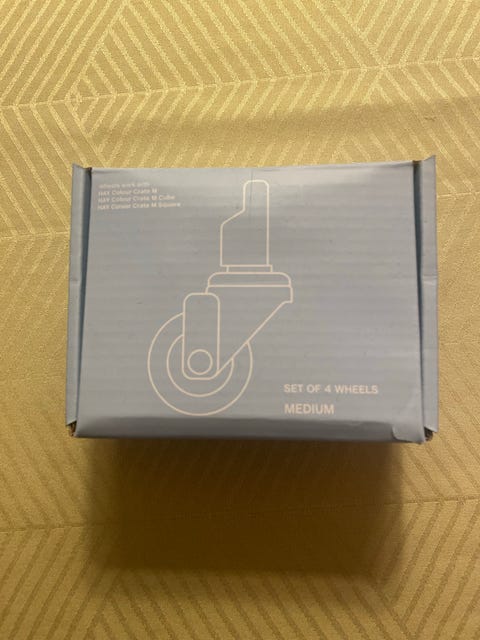 wheels work with
HAY Colour Crate M
HAY Colour Crate M Cube
HAY Colour Crate M Square
SET OF 4 WHEELS
MEDIUM